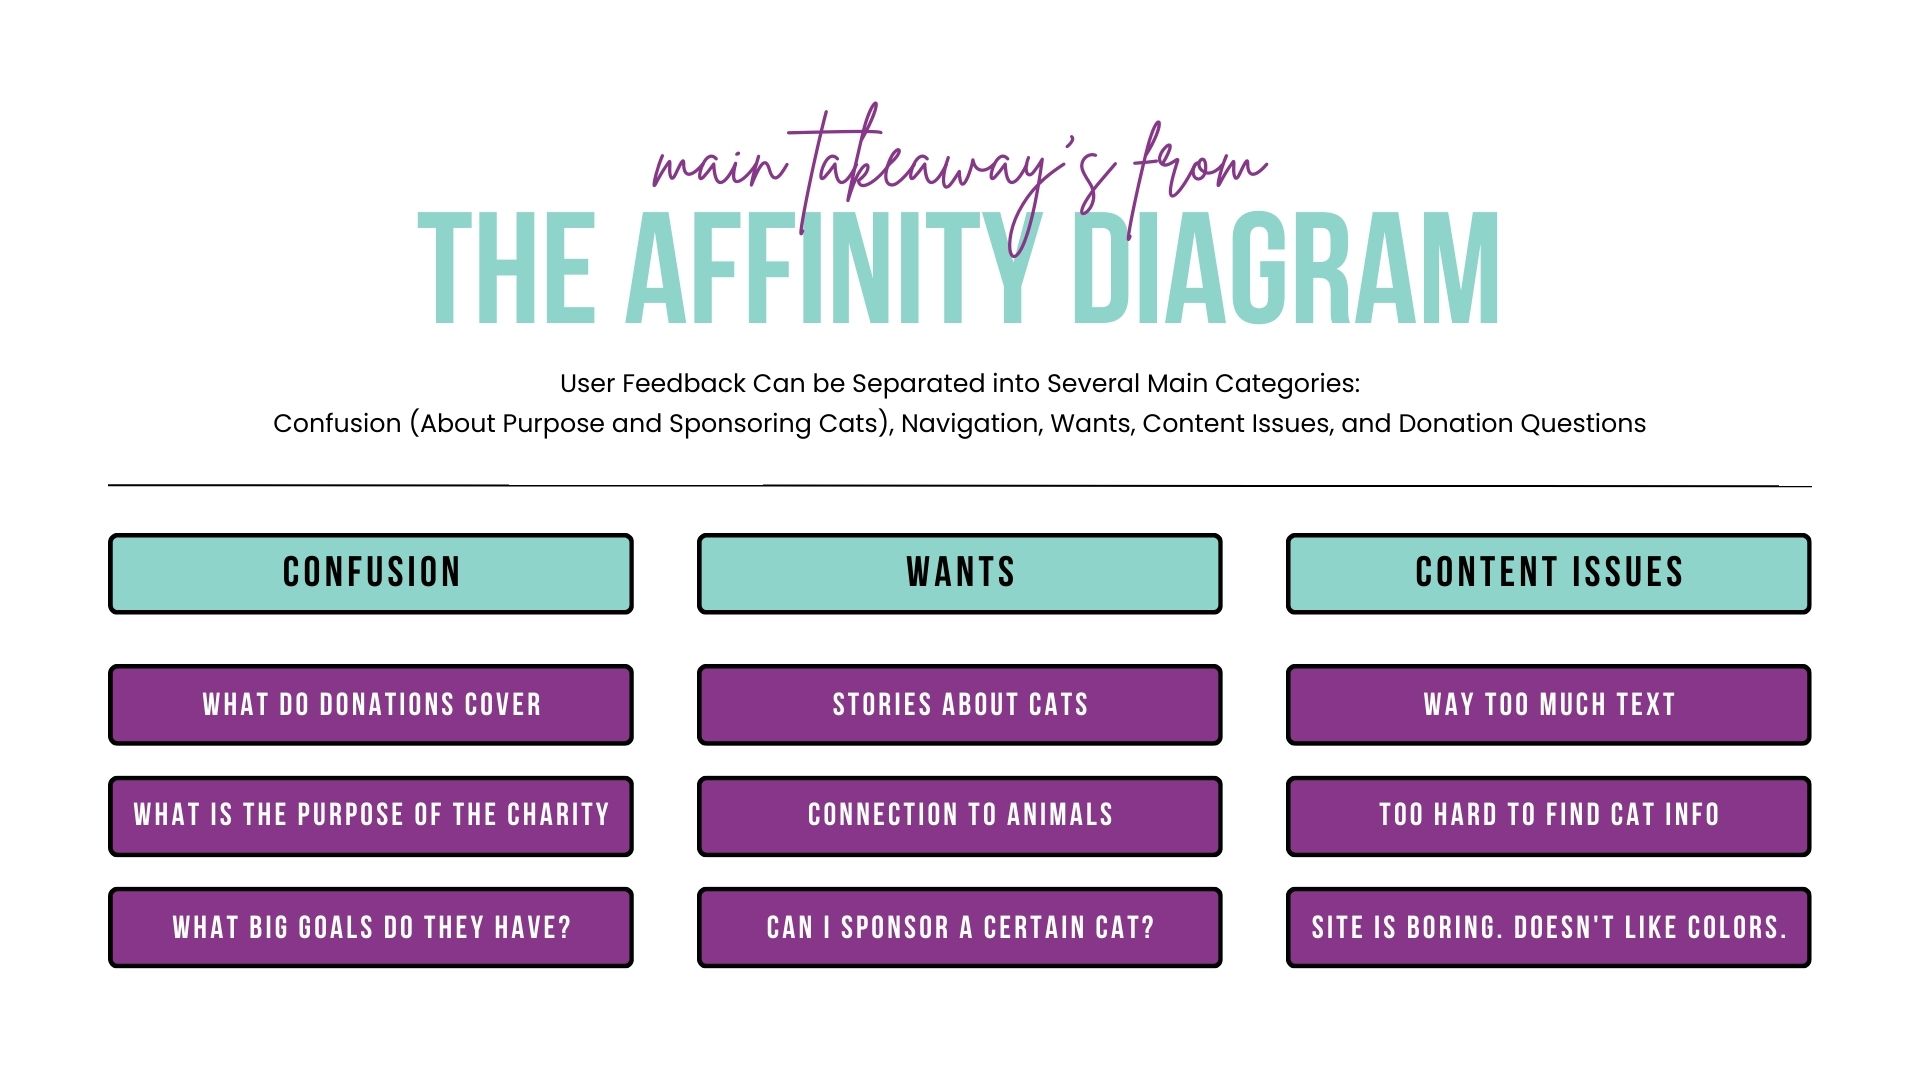 main takeaway's from
THE AFFINITY DIAGRAM
User Feedback Can be Separated into Several Main Categories:
Confusion (About Purpose and Sponsoring Cats), Navigation, Wants, Content Issues, and Donation Questions
CONFUSION
WHAT DO DONATIONS COVER
WHAT IS THE PURPOSE OF THE CHARITY
WHAT BIG GOALS DO THEY HAVE?
WANTS
STORIES ABOUT CATS
CONNECTION TO ANIMALS
CAN I SPONSOR A CERTAIN CAT?
CONTENT ISSUES
WAY TOO MUCH TEXT
TOO HARD TO FIND CAT INFO
SITE IS BORING. DOESN'T LIKE COLORS.